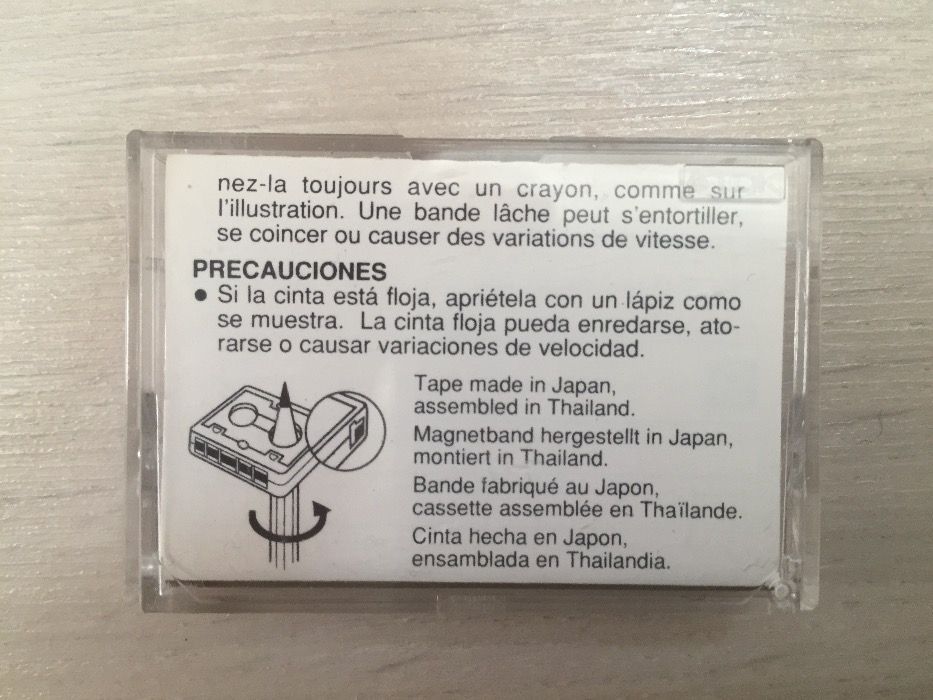 nez-la toujours avec un crayon, comme sur
l'illustration. Une bande lâche peut s'entortiller,
se coincer ou causer des variations de vitesse.
PRECAUCIONES
● Si la cinta está floja, apriétela con un lápiz como
se muestra. La cinta floja pueda enredarse, ato-
rarse o causar variaciones de velocidad.
Tape made in Japan,
assembled in Thailand.
Magnetband hergestellt in Japan,
montiert in Thailand.
Bande fabriqué au Japon,
cassette assemblée en Thaïlande.
Cinta hecha en Japon,
ensamblada en Thailandia.